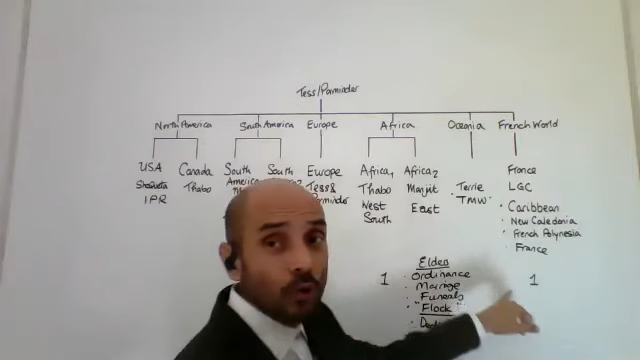 Tess/Parminder
North America
South America
Europe
Africa
Oceania
French World
USA
Shaveta
IPR
Canada
Thabo
South
America
South
Europe
Tess &
Africa 1
Thabo
West
South
Africa 2
Manjit
East
Terrie
TMW
France
LGC
• Caribbean
• New Caledonia
• French Polynesia
• France
1
Elder
• Ordinance
• Marriage
• Funerals
• "Flock"
1